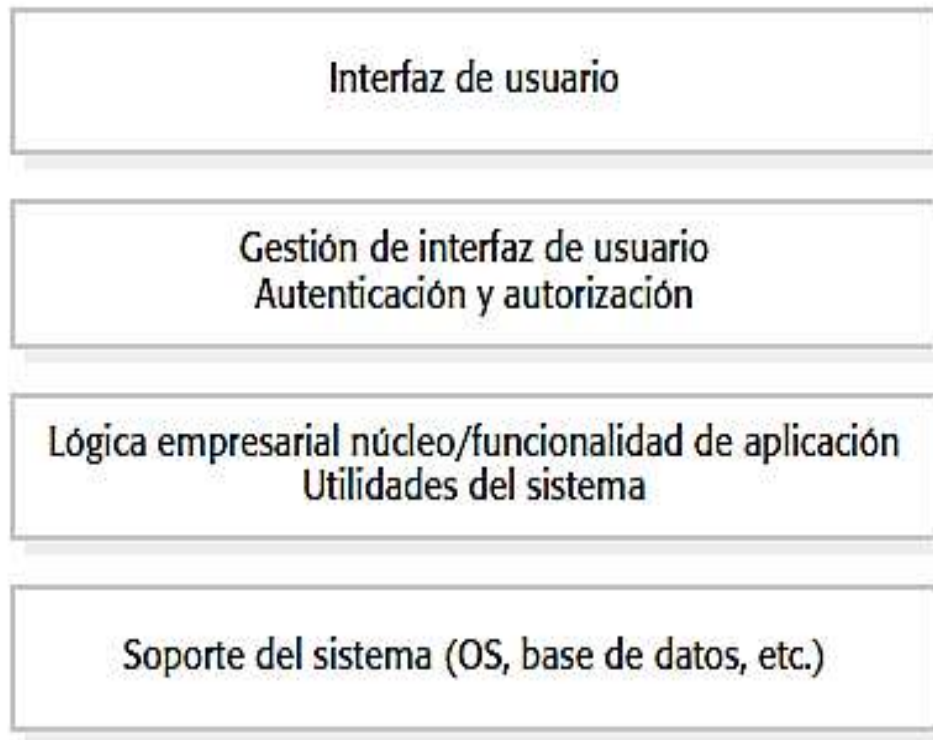 Interfaz de usuario
Gestión de interfaz de usuario
Autenticación y autorización
Lógica empresarial núcleo/funcionalidad de aplicación
Utilidades del sistema
Soporte del sistema (OS, base de datos, etc.)